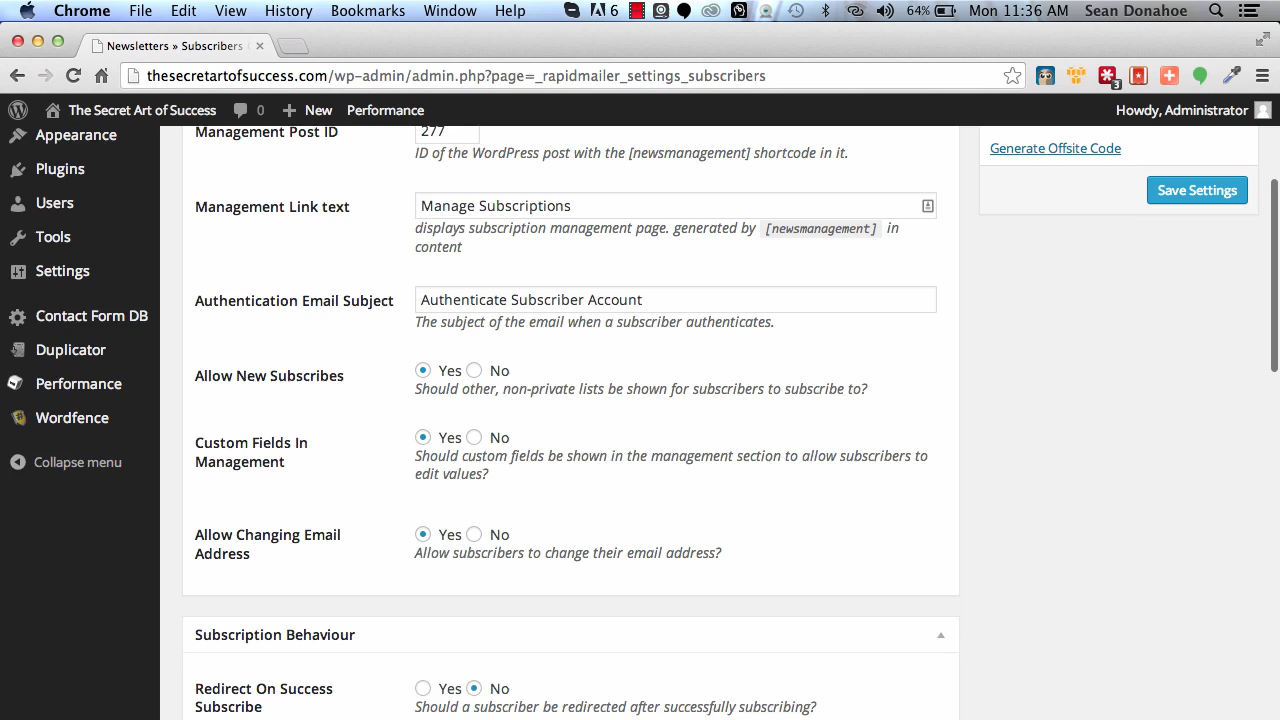 Chrome File Edit View History Bookmarks Window Help 6 64% Mon 11:36 AM Sean Donahoe
Newsletters » Subscribers
thesecretartofsuccess.com/wp-admin/admin.php?page=_rapidmailer_settings_subscribers
3
The Secret Art of Success 0 New Performance Howdy, Administrator
Appearance
Plugins
Users
Tools
Settings
Contact Form DB
Duplicator
Performance
Wordfence
Collapse menu
Management Post ID 277
ID of the WordPress post with the [newsmanagement] shortcode in it.
Management Link text Manage Subscriptions
displays subscription management page. generated by [newsmanagement] in
content
Authentication Email Subject Authenticate Subscriber Account
The subject of the email when a subscriber authenticates.
Allow New Subscribes Yes No
Should other, non-private lists be shown for subscribers to subscribe to?
Custom Fields In
Management
Yes No
Should custom fields be shown in the management section to allow subscribers to
edit values?
Allow Changing Email
Address
Yes No
Allow subscribers to change their email address?
Subscription Behaviour
Redirect On Success
Subscribe
Yes No
Should a subscriber be redirected after successfully subscribing?
Generate Offsite Code
Save Settings